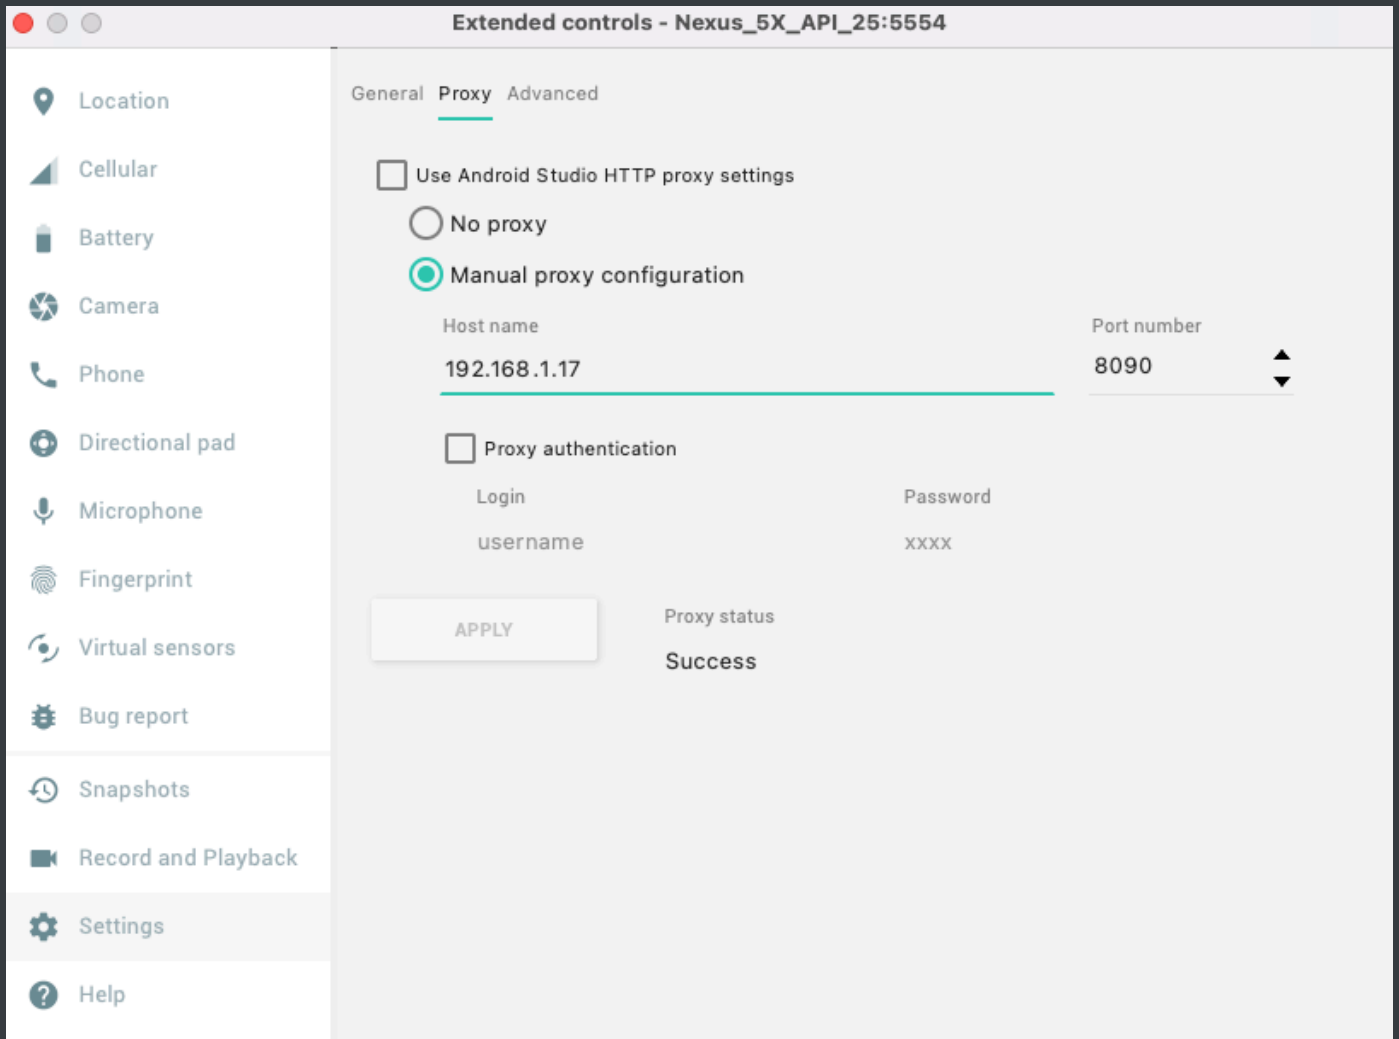 Extended controls - Nexus_5X_API_25:5554
Location
Cellular
Battery
Camera
Phone
Directional pad
Microphone
Fingerprint
Virtual sensors
Bug report
Snapshots
Record and Playback
Settings
Help
General Proxy Advanced
Use Android Studio HTTP proxy settings
No proxy
Manual proxy configuration
Host name Port number
192.168.1.17 8090
Proxy authentication
Login Password
username xxxx
APPLY
Proxy status
Success